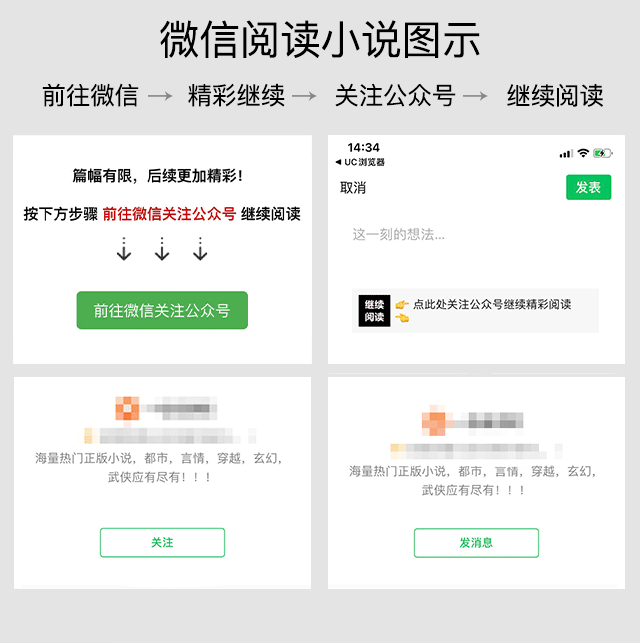 微信阅读小说图示
前往微信 → 精彩继续 → 关注公众号 → 继续阅读
篇幅有限，后续更加精彩！
按下方步骤 前往微信关注公众号 继续阅读
前往微信关注公众号
14:34
UC浏览器
取消
发表
这一刻的想法...
继续
阅读
👉 点此处关注公众号继续精彩阅读
👈
海量热门正版小说，都市，言情，穿越，玄幻，
武侠应有尽有！！！
关注
海量热门正版小说，都市，言情，穿越，玄幻，
武侠应有尽有！！！
发消息